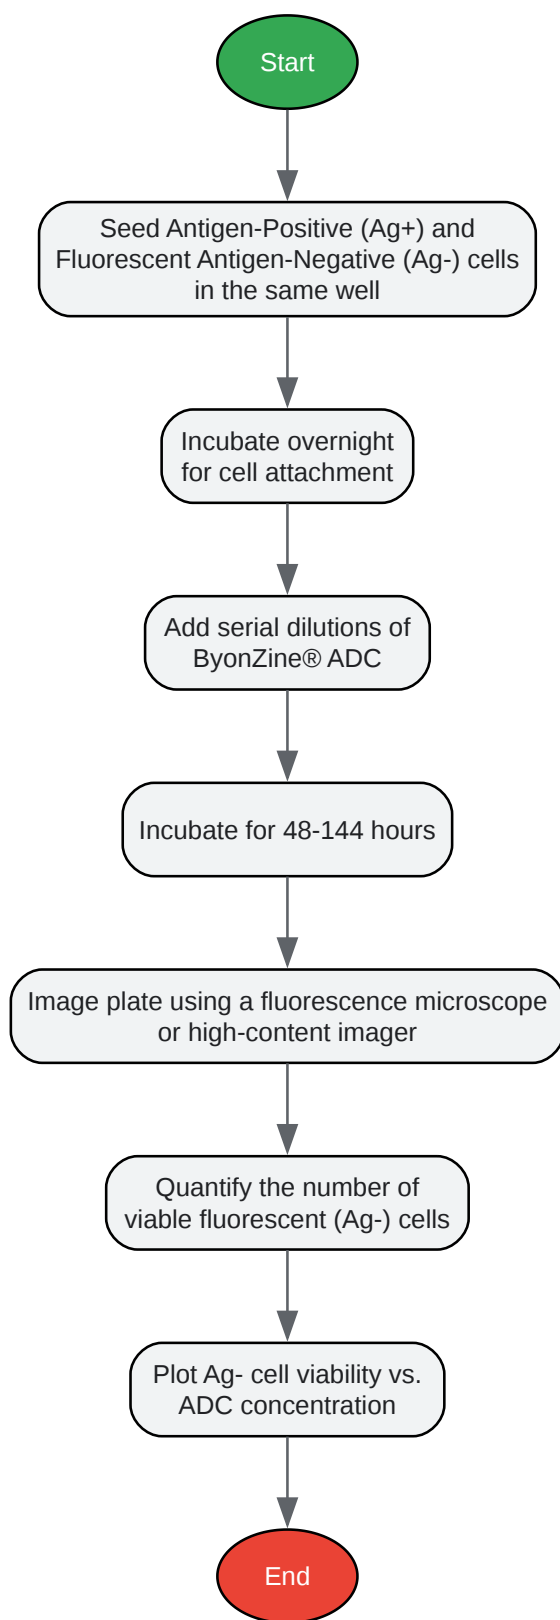 Start
Seed Antigen-Positive (Ag+) and
Fluorescent Antigen-Negative (Ag-) cells
in the same well
Incubate overnight
for cell attachment
Add serial dilutions of
ByonZine® ADC
Incubate for 48-144 hours
Image plate using a fluorescence microscope
or high-content imager
Quantify the number of
viable fluorescent (Ag-) cells
Plot Ag- cell viability vs.
ADC concentration
End